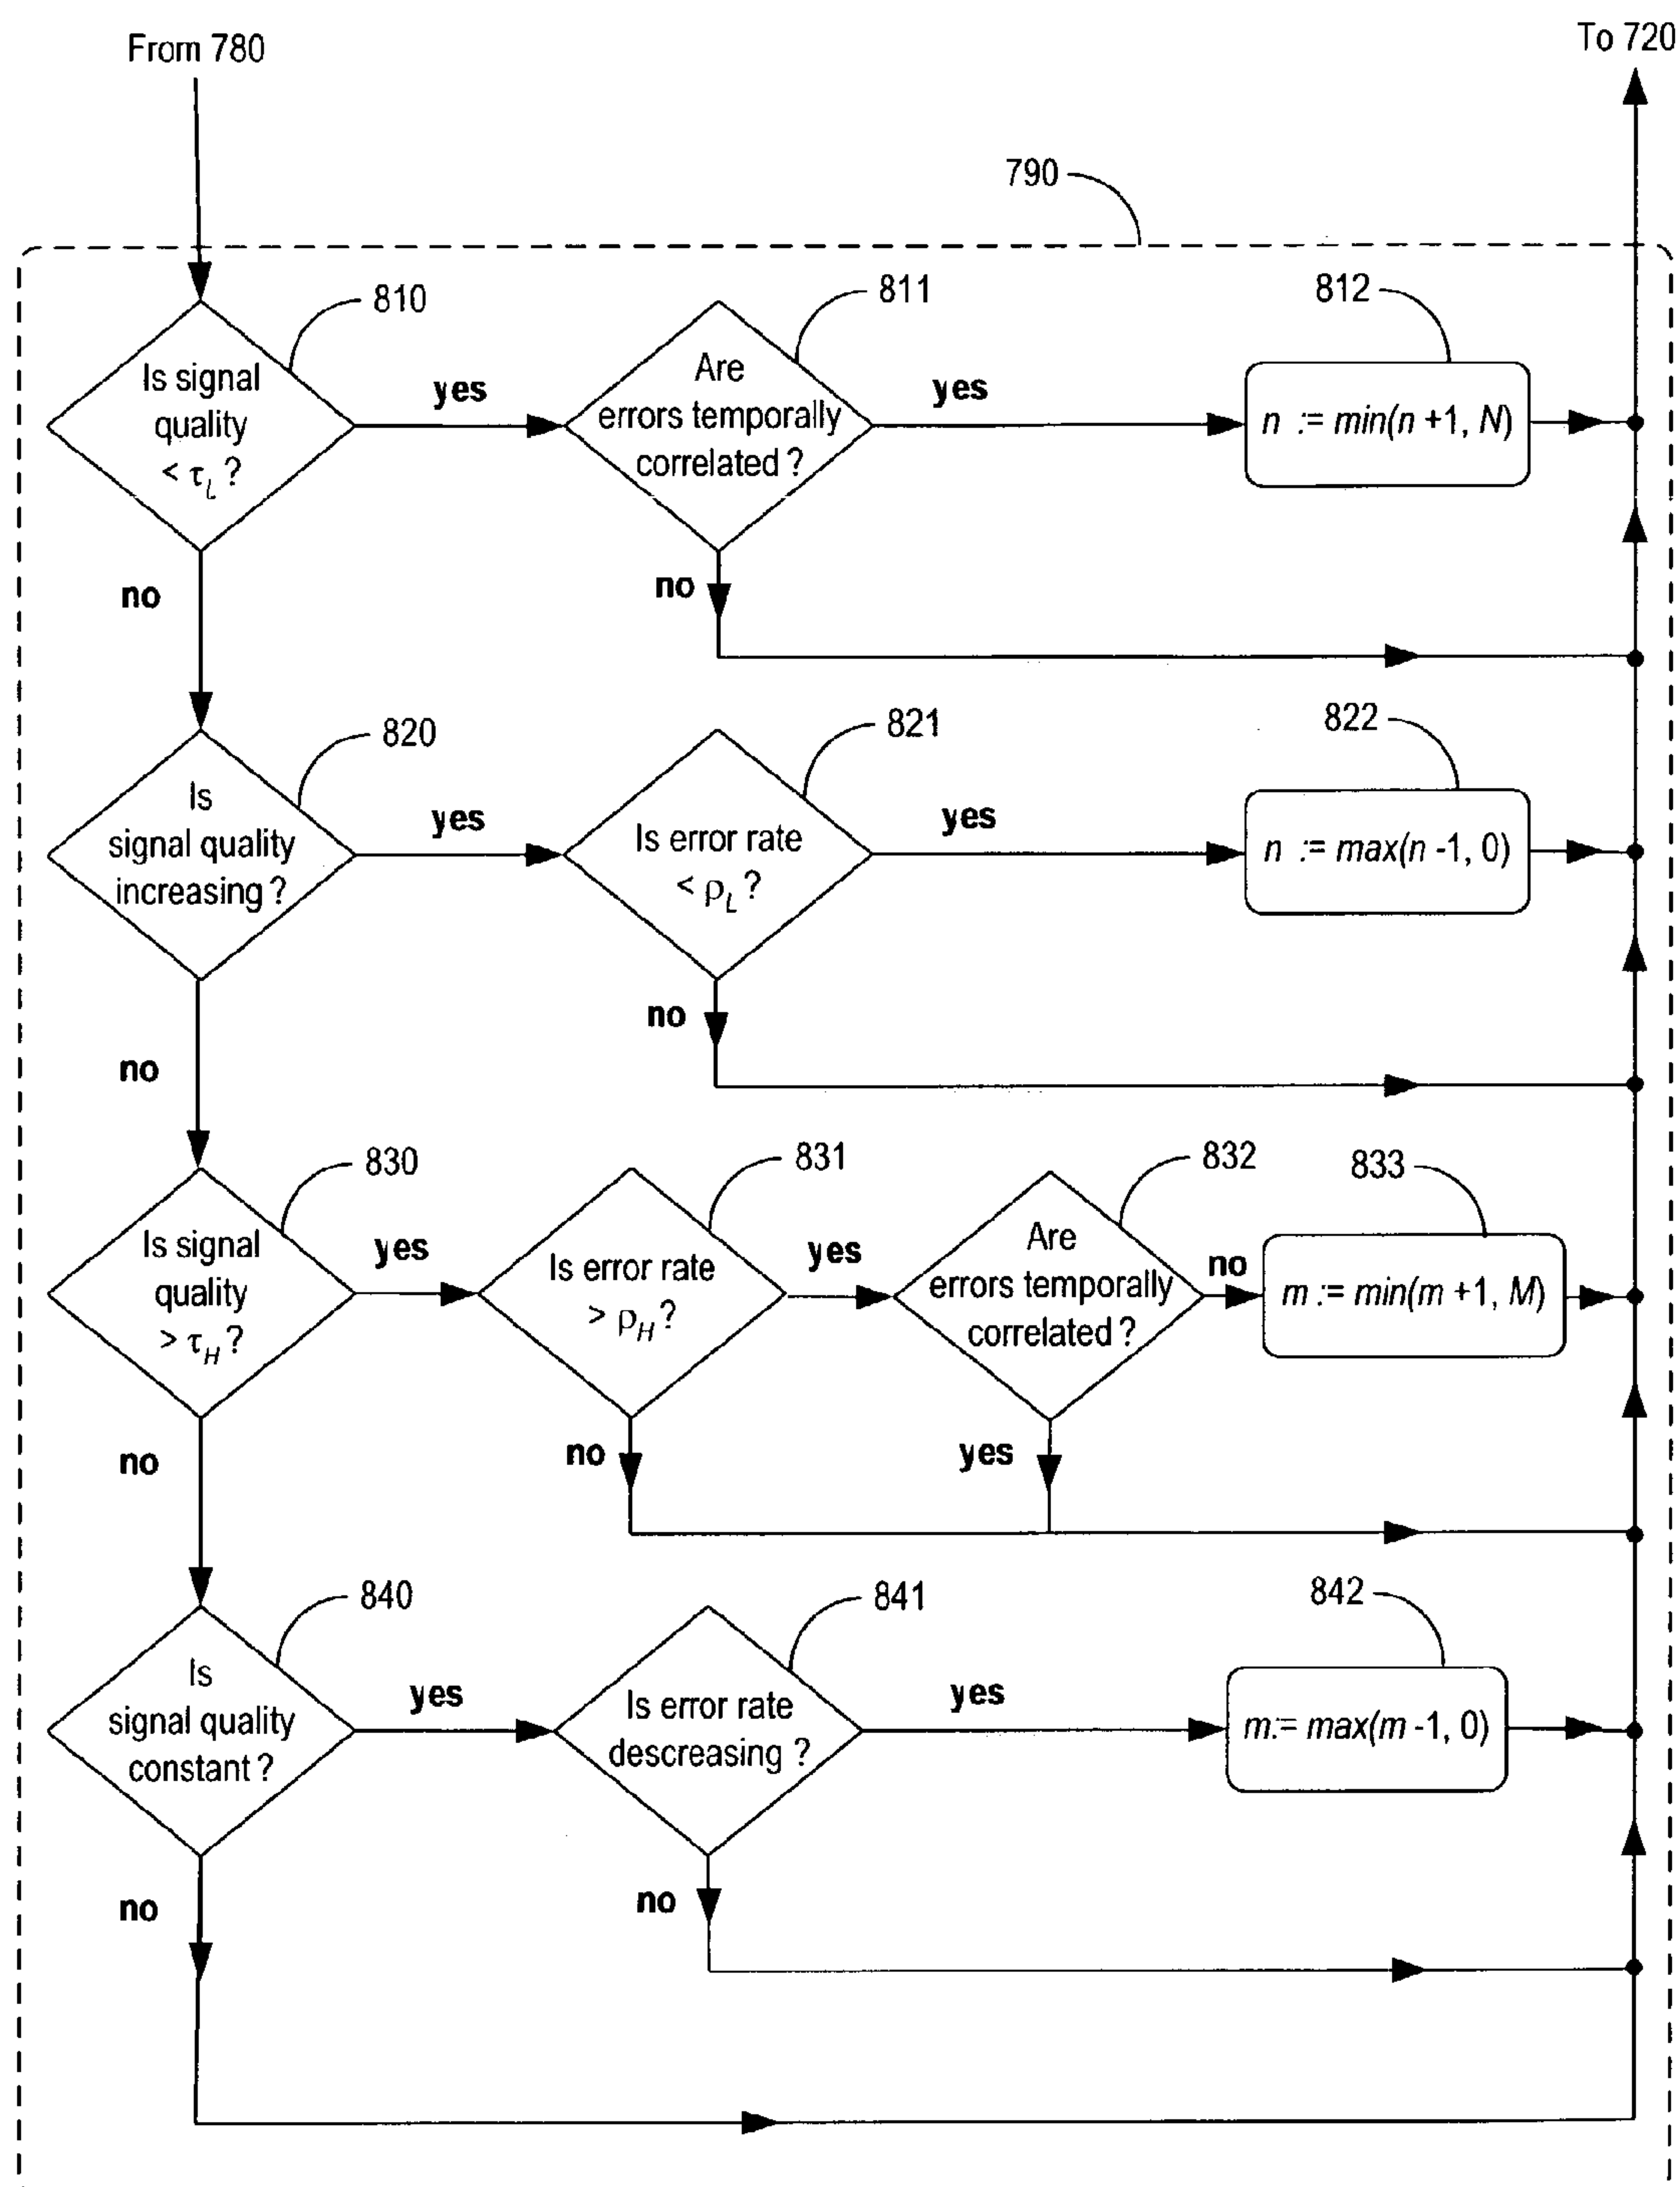 From 780
To 720
790
810
Is signal
quality
< τL ?
yes
811
Are
errors temporally
correlated ?
yes
812
n := min(n +1, N)
no
no
820
Is
signal quality
increasing ?
yes
821
Is error rate
< ρL ?
yes
822
n := max(n -1, 0)
no
no
830
Is signal
quality
> τH ?
yes
831
Is error rate
> ρH ?
yes
832
Are
errors temporally
correlated ?
no
833
m := min(m +1, M)
no
no
yes
840
Is
signal quality
constant ?
yes
841
Is error rate
descreasing ?
yes
842
m:= max(m -1, 0)
no
no